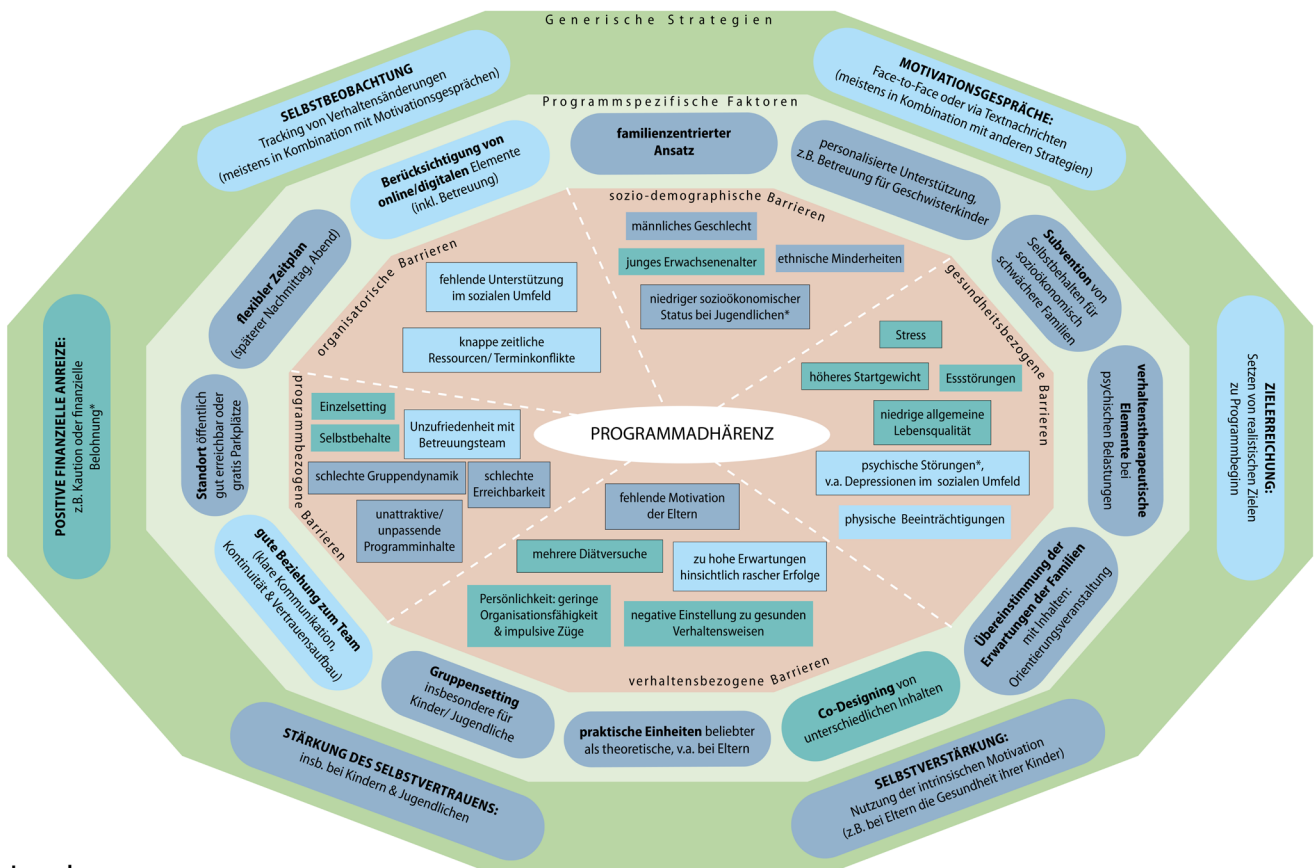 Generische Strategien
SELBSTBEOBACHTUNG
Tracking von Verhaltensänderungen
(meistens in Kombination mit Motivationsgesprächen)
MOTIVATIONSGESPRÄCHE:
Face-to-Face oder via Textnachrichten
(meistens in Kombination mit anderen Strategien)
POSITIVE FINANZIELLE ANREIZE:
z.B. Kaution oder finanzielle
Belohnung*
ZIELERREICHUNG:
Setzen von realistischen Zielen
zu Programmbeginn
STÄRKUNG DES SELBSTVERTRAUENS:
insb. bei Kindern & Jugendlichen
SELBSTVERSTÄRKUNG:
Nutzung der intrinsischen Motivation
(z.B. bei Eltern die Gesundheit ihrer Kinder)
Programmspezifische Faktoren
Berücksichtigung von
online/digitalen Elemente
(inkl. Betreuung)
familienzentrierter
Ansatz
personalisierte Unterstützung,
z.B. Betreuung für Geschwisterkinder
Subvention von
Selbstbehalten für
sozioökonomisch
schwächere Familien
verhaltenstherapeutische
Elemente bei
psychischen Belastungen
Übereinstimmung der
Erwartungen der Familien
mit Inhalten:
Orientierungsveranstaltung
Co-Designing von
unterschiedlichen Inhalten
praktische Einheiten beliebter
als theoretische, v.a. bei Eltern
Gruppensetting
insbesondere für
Kinder/ Jugendliche
gute Beziehung zum Team
(klare Kommunikation,
Kontinuität & Vertrauensaufbau)
Standort öffentlich
gut erreichbar oder
gratis Parkplätze
flexibler Zeitplan
(späterer Nachmittag, Abend)
sozio-demographische Barrieren
männliches Geschlecht
junges Erwachsenenalter
ethnische Minderheiten
niedriger sozioökonomischer
Status bei Jugendlichen*
gesundheitsbezogene Barrieren
Stress
höheres Startgewicht
Essstörungen
niedrige allgemeine
Lebensqualität
psychische Störungen*,
v.a. Depressionen im sozialen Umfeld
physische Beeinträchtigungen
organisatorische Barrieren
fehlende Unterstützung
im sozialen Umfeld
knappe zeitliche
Ressourcen/ Terminkonflikte
programmbezogene Barrieren
Einzelsetting
Selbstbehalte
Unzufriedenheit mit
Betreuungsteam
schlechte Gruppendynamik
schlechte
Erreichbarkeit
unattraktive/
unpassende
Programminhalte
PROGRAMMADHÄRENZ
fehlende Motivation
der Eltern
mehrere Diätversuche
zu hohe Erwartungen
hinsichtlich rascher Erfolge
Persönlichkeit: geringe
Organisationsfähigkeit
& impulsive Züge
negative Einstellung zu gesunden
Verhaltensweisen
verhaltensbezogene Barrieren